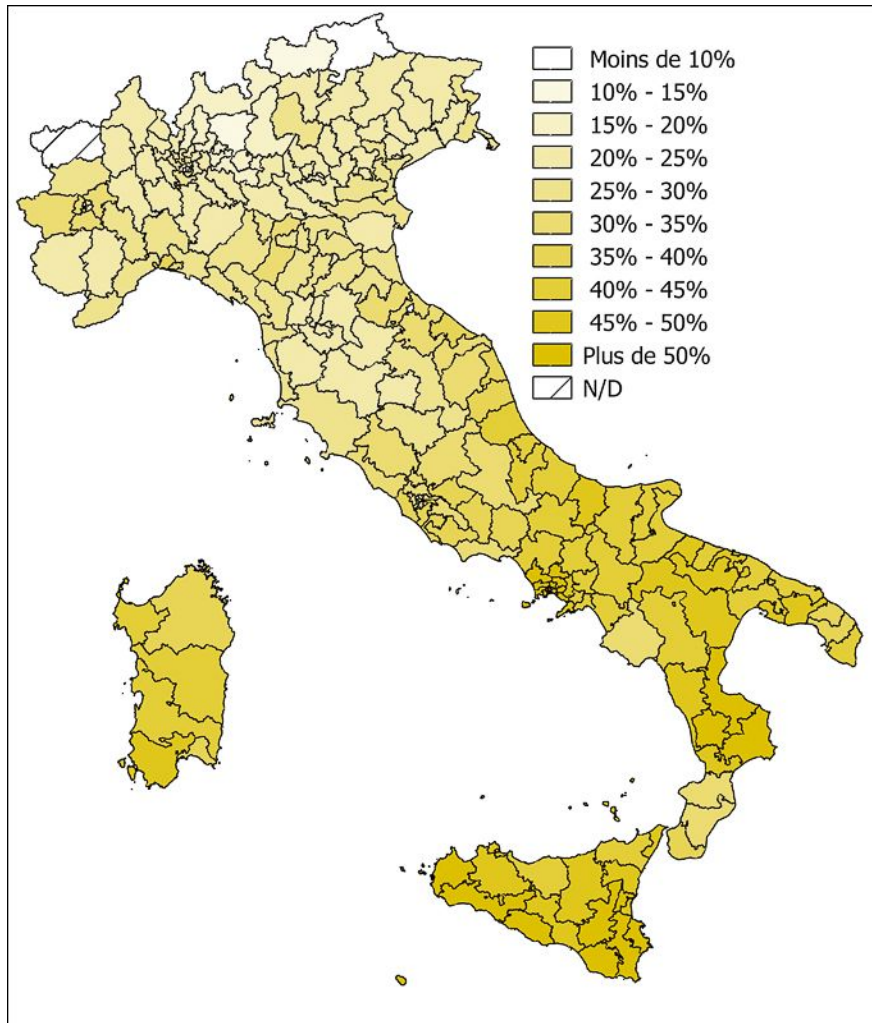 Moins de 10%
10% - 15%
15% - 20%
20% - 25%
25% - 30%
30% - 35%
35% - 40%
40% - 45%
45% - 50%
Plus de 50%
N/D